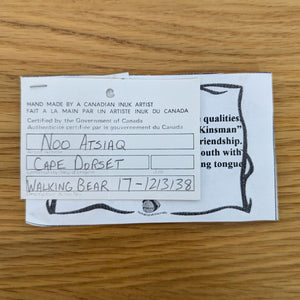 HAND MADE BY A CANADIAN INUK ARTIST
FAIT A LA MAIN PAR UN ARTISTE INUK DU CANADA
Certified by the Government of Canada
Authenticité certifiée par le gouvernement du Canada
NOO ATSIAQ
CAPE DORSET
WALKING BEAR 17-1213138
qualities
Kinsman"
riendship.
outh with
ng tongue